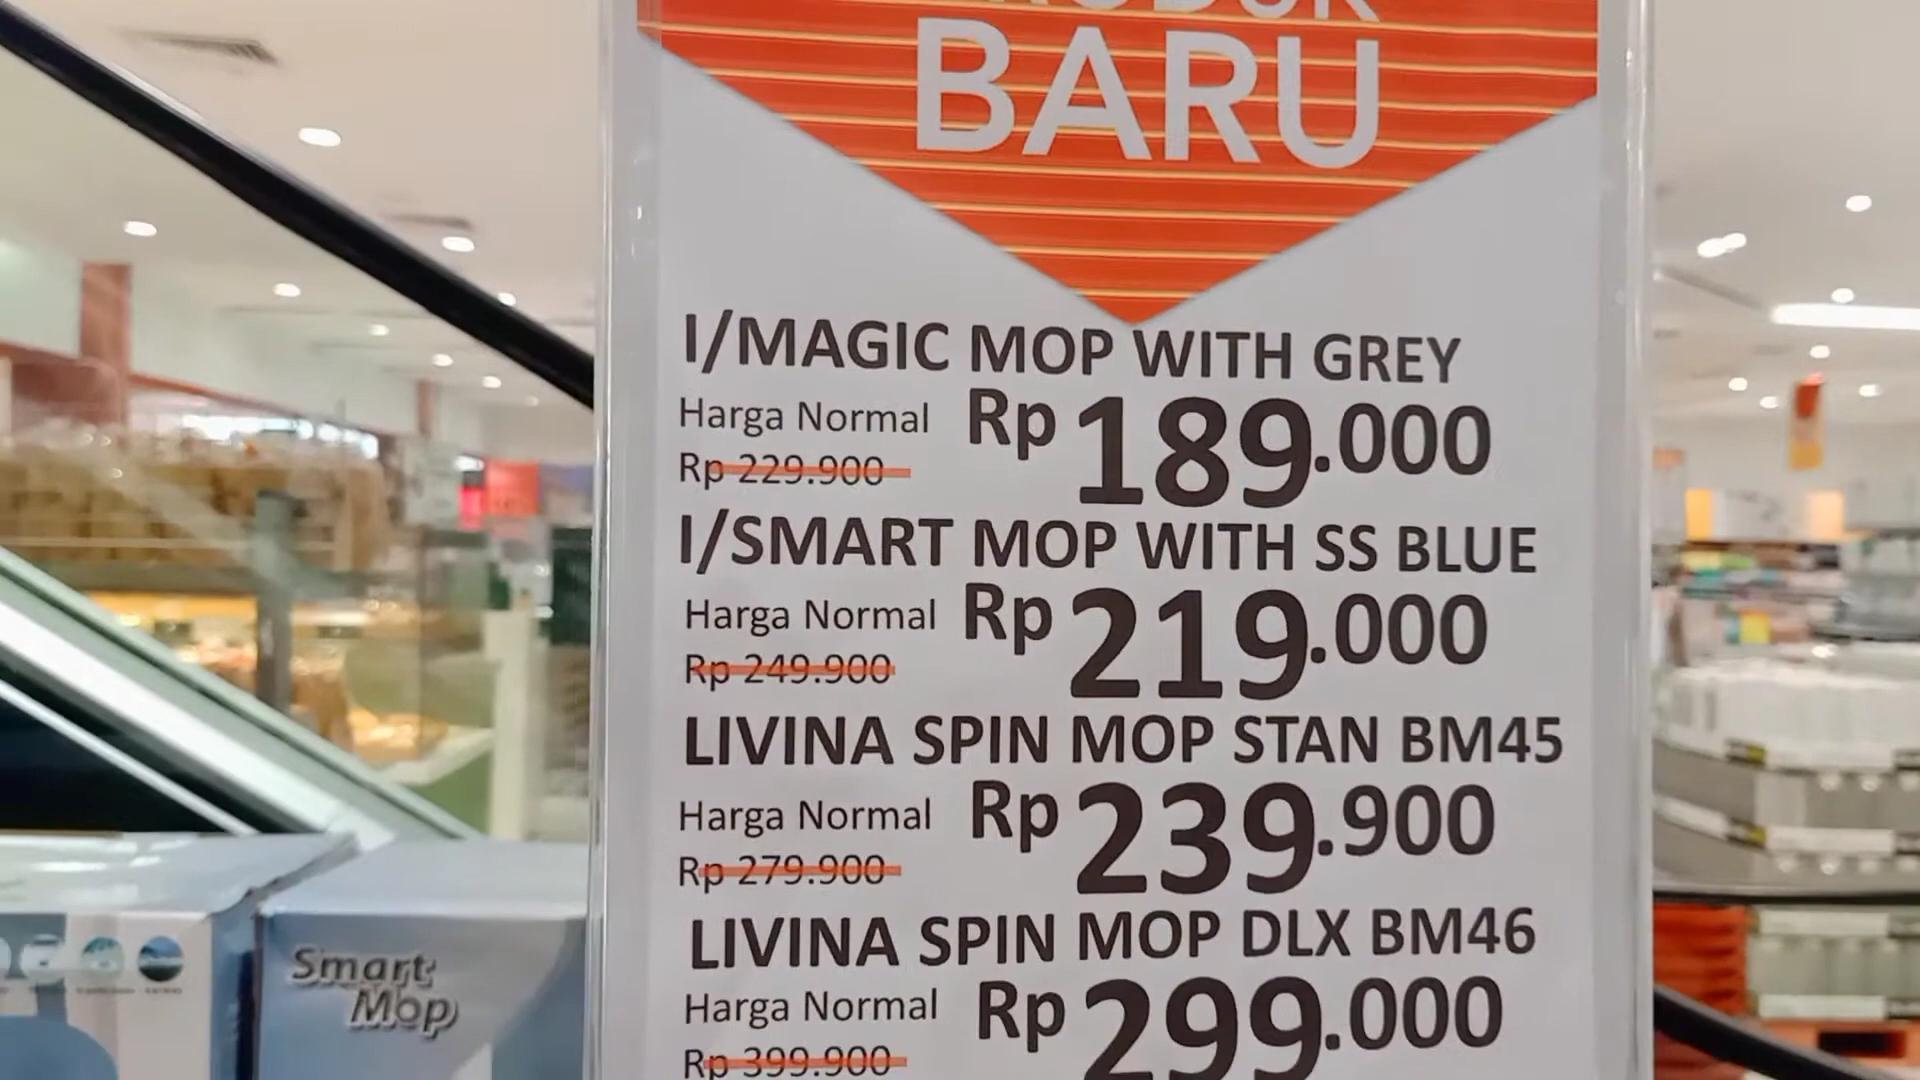 PRODUK
BARU
I/MAGIC MOP WITH GREY
Harga Normal Rp 189.000
Rp 229.900
I/SMART MOP WITH SS BLUE
Harga Normal Rp 219.000
Rp 249.900
LIVINA SPIN MOP STAN BM45
Harga Normal Rp 239.900
Rp 279.900
LIVINA SPIN MOP DLX BM46
Harga Normal Rp 299.000
Rp 399.900
Smart
Mop